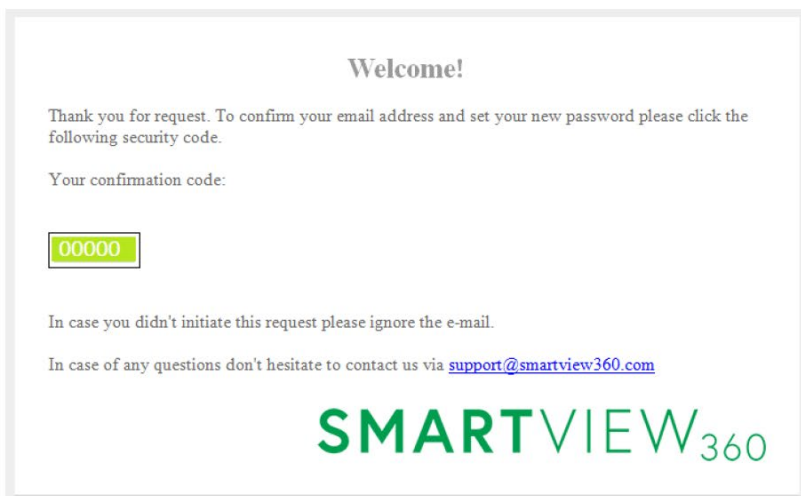 Welcome!
Thank you for request. To confirm your email address and set your new password please click the
following security code.
Your confirmation code:
00000
In case you didn't initiate this request please ignore the e-mail.
In case of any questions don't hesitate to contact us via support@smartview360.com
SMARTVIEW360